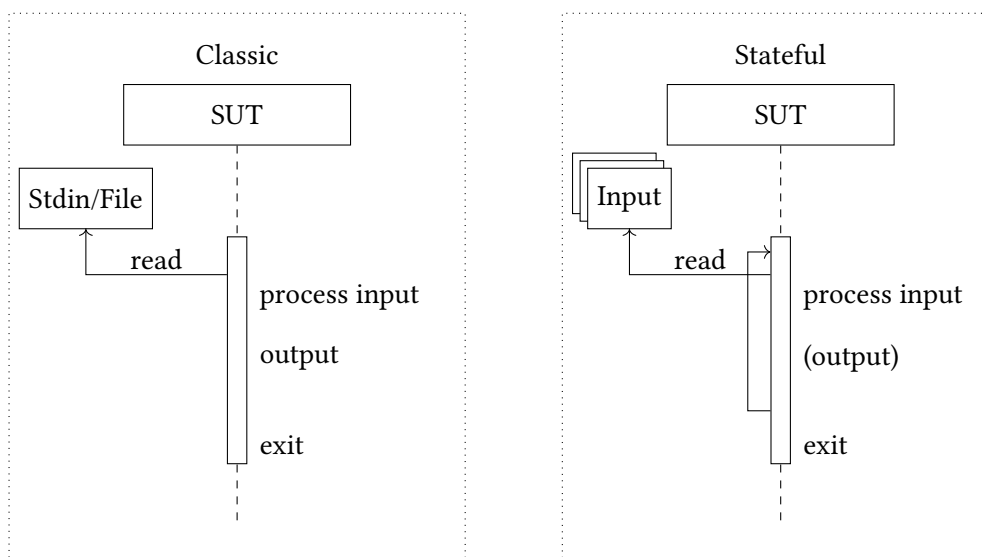 Classic
SUT
Stdin/File
read
process input
output
exit
Stateful
SUT
Input
read
process input
(output)
exit